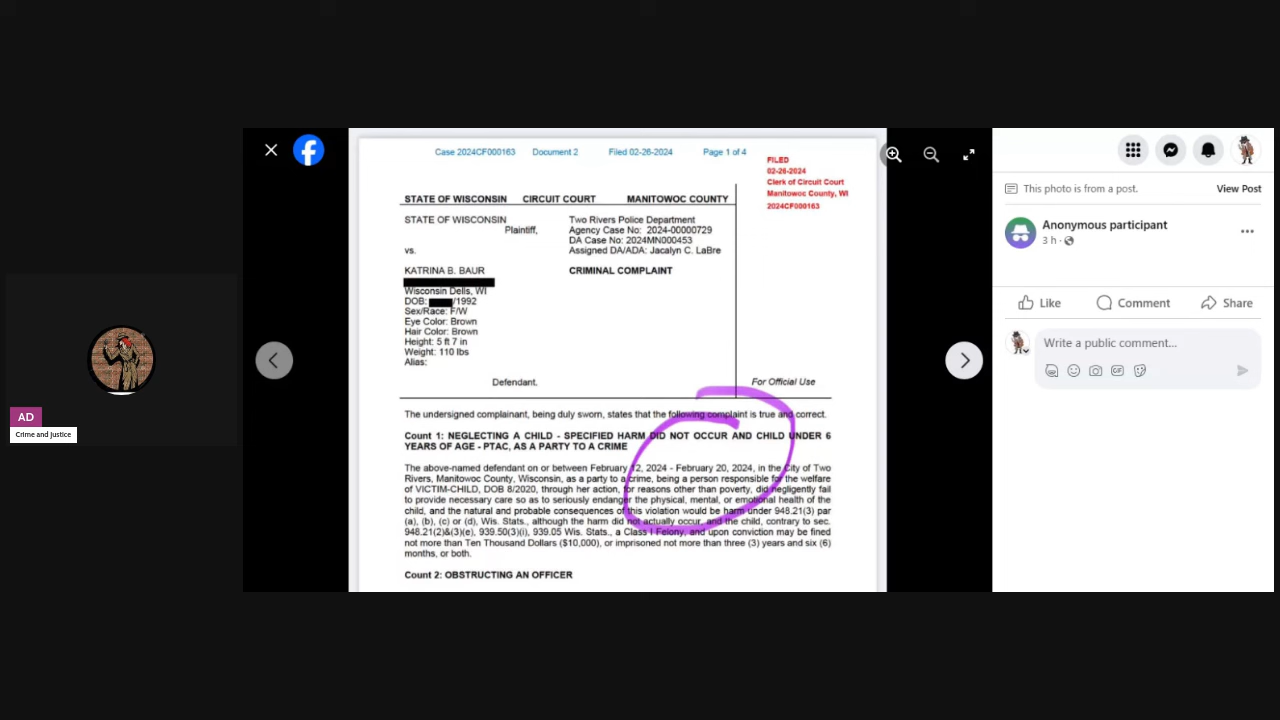 Case 2024CF000163 Document 2 Filed 02-26-2024 Page 1 of 4
FILED
02-26-2024
Clerk of Circuit Court
Manitowoc County, WI
2024CF000163
STATE OF WISCONSIN CIRCUIT COURT MANITOWOC COUNTY
STATE OF WISCONSIN
Plaintiff,
vs.
KATRINA B. BAUR
Wisconsin Dells, WI
DOB: /1992
Sex/Race: F/W
Eye Color: Brown
Hair Color: Brown
Height: 5 ft 7 in
Weight: 110 lbs
Alias:
Defendant.
Two Rivers Police Department
Agency Case No: 2024-00000729
DA Case No: 2024MN000453
Assigned DA/ADA: Jacalyn C. LaBre
CRIMINAL COMPLAINT
For Official Use
The undersigned complainant, being duly sworn, states that the following complaint is true and correct.
Count 1: NEGLECTING A CHILD - SPECIFIED HARM DID NOT OCCUR AND CHILD UNDER 6
YEARS OF AGE - PTAC, AS A PARTY TO A CRIME
The above-named defendant on or between February 12, 2024 - February 20, 2024, in the City of Two
Rivers, Manitowoc County, Wisconsin, as a party to a crime, being a person responsible for the welfare
of VICTIM-CHILD, DOB 8/2020, through her action, for reasons other than poverty, did negligently fail
to provide necessary care so as to seriously endanger the physical, mental, or emotional health of the
child, and the natural and probable consequences of this violation would be harm under 948.21(3) par
(a), (b), (c) or (d), Wis. Stats., although the harm did not actually occur, and the child, contrary to sec.
948.21(2)&(3)(e), 939.50(3)(i), 939.05 Wis. Stats., a Class I Felony, and upon conviction may be fined
not more than Ten Thousand Dollars ($10,000), or imprisoned not more than three (3) years and six (6)
months, or both.
Count 2: OBSTRUCTING AN OFFICER
This photo is from a post. View Post
Anonymous participant
3 h ·
Like Comment Share
Write a public comment...
GIF
AD
Crime and Justice